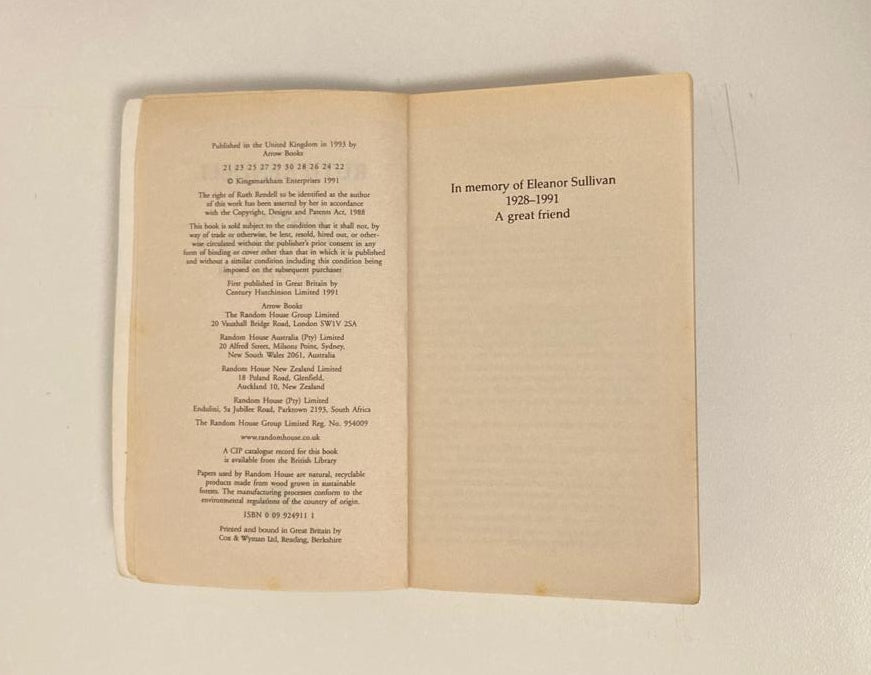 Published in the United Kingdom in 1993 by
Arrow Books
21 23 25 27 29 30 28 26 24 22
© Kingsmarkham Enterprises 1991
The right of Ruth Rendell to be identified as the author
of this work has been asserted by her in accordance
with the Copyright, Designs and Patents Act, 1988
This book is sold subject to the condition that it shall not, by
way of trade or otherwise, be lent, resold, hired out, or other-
wise circulated without the publisher's prior consent in any
form of binding or cover other than that in which it is published
and without a similar condition including this condition being
imposed on the subsequent purchaser
First published in Great Britain by
Century Hutchinson Limited 1991
Arrow Books
The Random House Group Limited
20 Vauxhall Bridge Road, London SW1V 2SA
Random House Australia (Pty) Limited
20 Alfred Street, Milsons Point, Sydney,
New South Wales 2061, Australia
Random House New Zealand Limited
18 Poland Road, Glenfield,
Auckland 10, New Zealand
Random House (Pty) Limited
Endulini, 5a Jubilee Road, Parktown 2193, South Africa
The Random House Group Limited Reg. No. 954009
www.randomhouse.co.uk
A CIP catalogue record for this book
is available from the British Library
Papers used by Random House are natural, recyclable
products made from wood grown in sustainable
forests. The manufacturing processes conform to the
environmental regulations of the country of origin.
ISBN 0 09 924911 1
Printed and bound in Great Britain by
Cox & Wyman Ltd, Reading, Berkshire
In memory of Eleanor Sullivan
1928–1991
A great friend